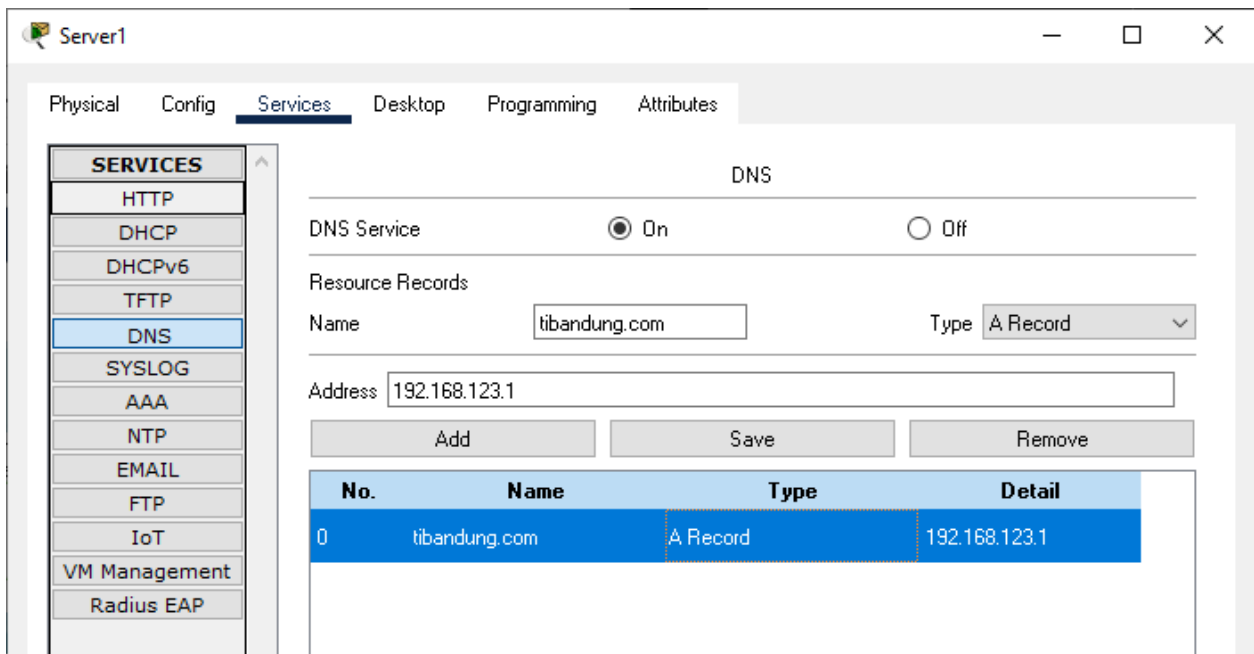 Server1
Physical Config Services Desktop Programming Attributes
SERVICES
HTTP
DHCP
DHCPv6
TFTP
DNS
SYSLOG
AAA
NTP
EMAIL
FTP
IoT
VM Management
Radius EAP
DNS
DNS Service On Off
Resource Records
Name tibandung.com Type A Record
Address 192.168.123.1
Add Save Remove
No. Name Type Detail
0 tibandung.com A Record 192.168.123.1